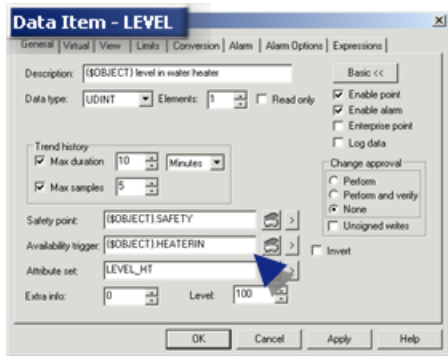 Data Item - LEVEL
General Virtual View Limits Conversion Alarm Alarm Options Expressions
Description: {$OBJECT} level in water heater Basic <<
Data type: UDINT Elements: 1 Read only
Enable point
Enable alarm
Enterprise point
Log data
Trend history
Max duration 10 Minutes
Max samples 5
Change approval
Perform
Perform and verify
None
Unsigned writes
Safety point: {$OBJECT}.SAFETY >
Availability trigger: {$OBJECT}.HEATERIN > Invert
Attribute set: LEVEL_HT >
Extra info: 0 Level: 100
OK Cancel Apply Help